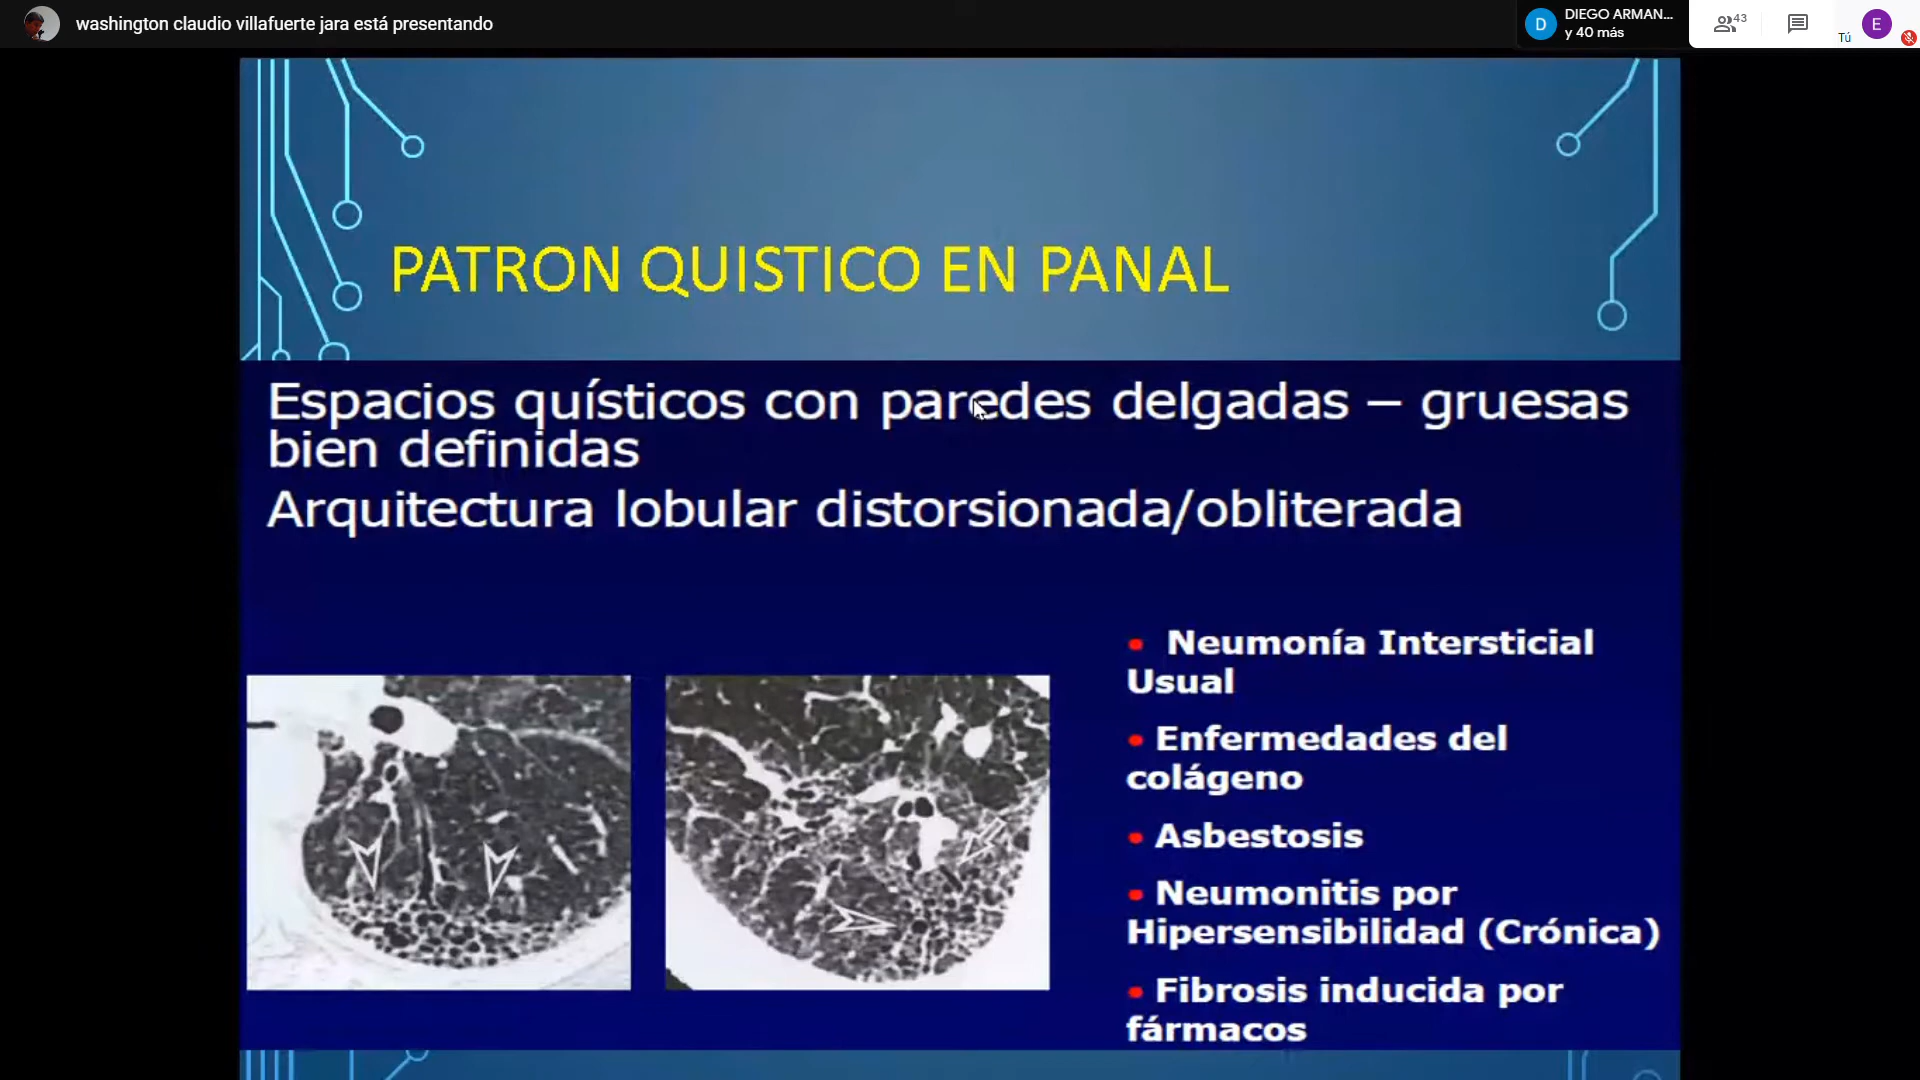 washington claudio villafuerte jara está presentando
D
DIEGO ARMAN...
y 40 más
43
Tú
E
PATRON QUISTICO EN PANAL
Espacios quísticos con paredes delgadas – gruesas
bien definidas
Arquitectura lobular distorsionada/obliterada
• Neumonía Intersticial
Usual
• Enfermedades del
colágeno
• Asbestosis
• Neumonitis por
Hipersensibilidad (Crónica)
• Fibrosis inducida por
fármacos